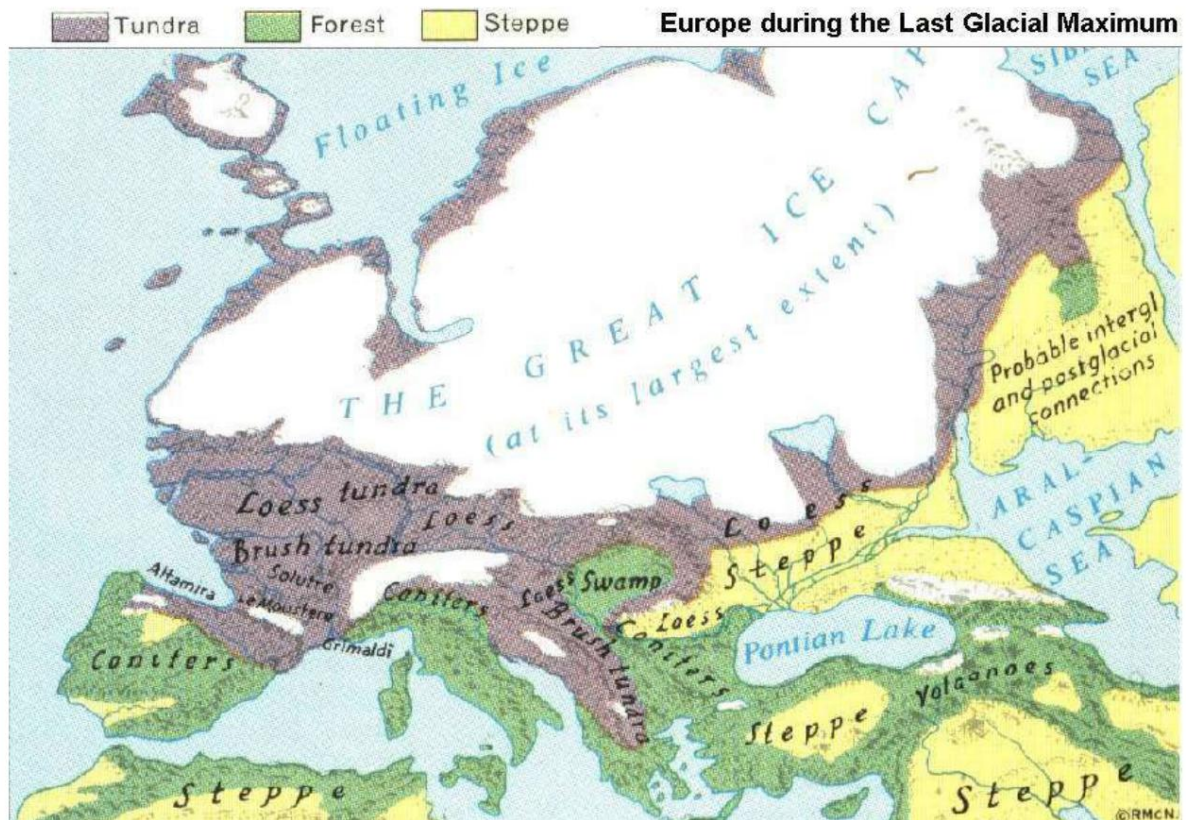 Tundra Forest Steppe Europe during the Last Glacial Maximum
Floating Ice
SEA
THE GREAT ICE CAP
(at its largest extent)
Probable intergl
and postglacial
connections
Loess tundra
Loess
Loess
Brush tundra
Solutre
Le Moustere
Altamira
Grimaldi
Conifers
Conifers
Loess
Swamp
Brush tundra
Steppe
Loess
Conifers
ARAL-
CASPIAN
SEA
Pontian Lake
Volcanoes
Steppe
Steppe
Steppe
©RMCN.